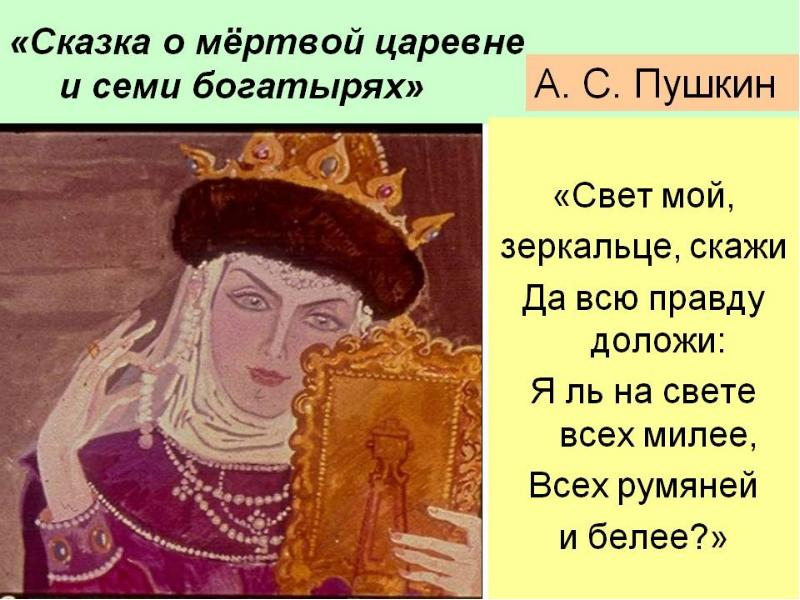 «Сказка о мёртвой царевне
и семи богатырях»
А. С. Пушкин
«Свет мой,
зеркальце, скажи
Да всю правду
доложи:
Я ль на свете
всех милее,
Всех румяней
и белее?»